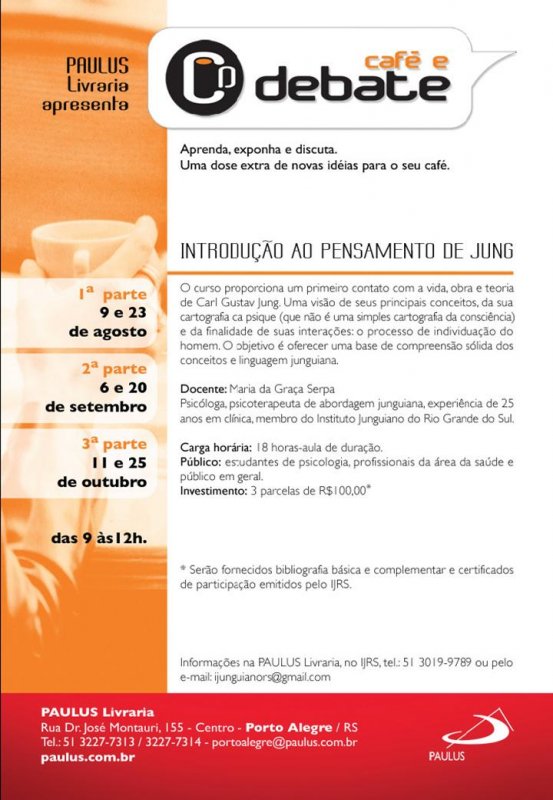 PAULUS
Livraria
apresenta
café e
debate
Aprenda, exponha e discuta.
Uma dose extra de novas idéias para o seu café.
INTRODUÇÃO AO PENSAMENTO DE JUNG
1ª parte
9 e 23
de agosto
2ª parte
6 e 20
de setembro
3ª parte
11 e 25
de outubro
das 9 às12h.
O curso proporciona um primeiro contato com a vida, obra e teoria
de Carl Gustav Jung. Uma visão de seus principais conceitos, da sua
cartografia ca psique (que não é uma simples cartografia da consciência)
e da finalidade de suas interações: o processo de individuação do
homem. O objetivo é oferecer uma base de compreensão sólida dos
conceitos e linguagem junguiana.
Docente: Maria da Graça Serpa
Psicóloga, psicoterapeuta de abordagem junguiana, experiência de 25
anos em clínica, membro do Instituto Junguiano do Rio Grande do Sul.
Carga horária: 18 horas-aula de duração.
Público: estudantes de psicologia, profissionais da área da saúde e
público em geral.
Investimento: 3 parcelas de R$100,00*
* Serão fornecidos bibliografia básica e complementar e certificados
de participação emitidos pelo IJRS.
Informações na PAULUS Livraria, no IJRS, tel.: 51 3019-9789 ou pelo
e-mail: ijunguianors@gmail.com
PAULUS Livraria
Rua Dr. José Montauri, 155 - Centro - Porto Alegre / RS
Tel.: 51 3227-7313 / 3227-7314 - portoalegre@paulus.com.br
paulus.com.br
PAULUS